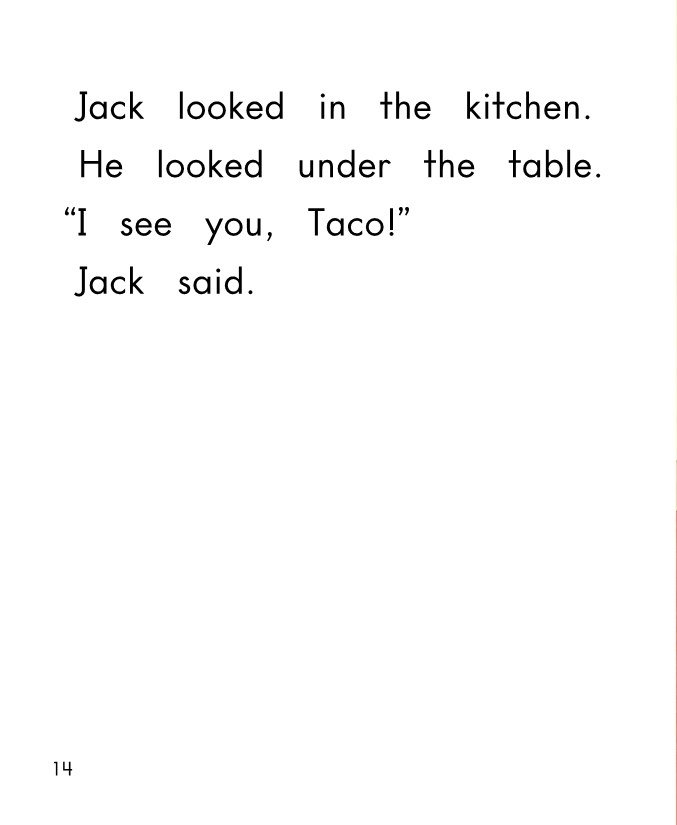 Jack looked in the kitchen.
He looked under the table.
“I see you, Taco!”
Jack said.
14